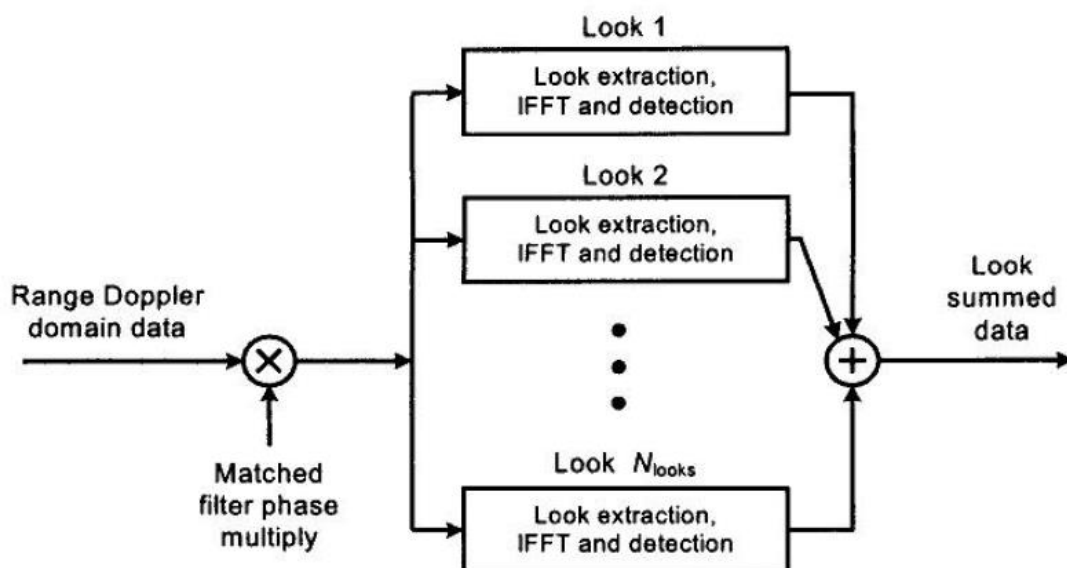 Look 1
Look extraction,
IFFT and detection
Look 2
Look extraction,
IFFT and detection
Range Doppler
domain data
Look
summed
data
Matched
filter phase
multiply
Look N_looks
Look extraction,
IFFT and detection